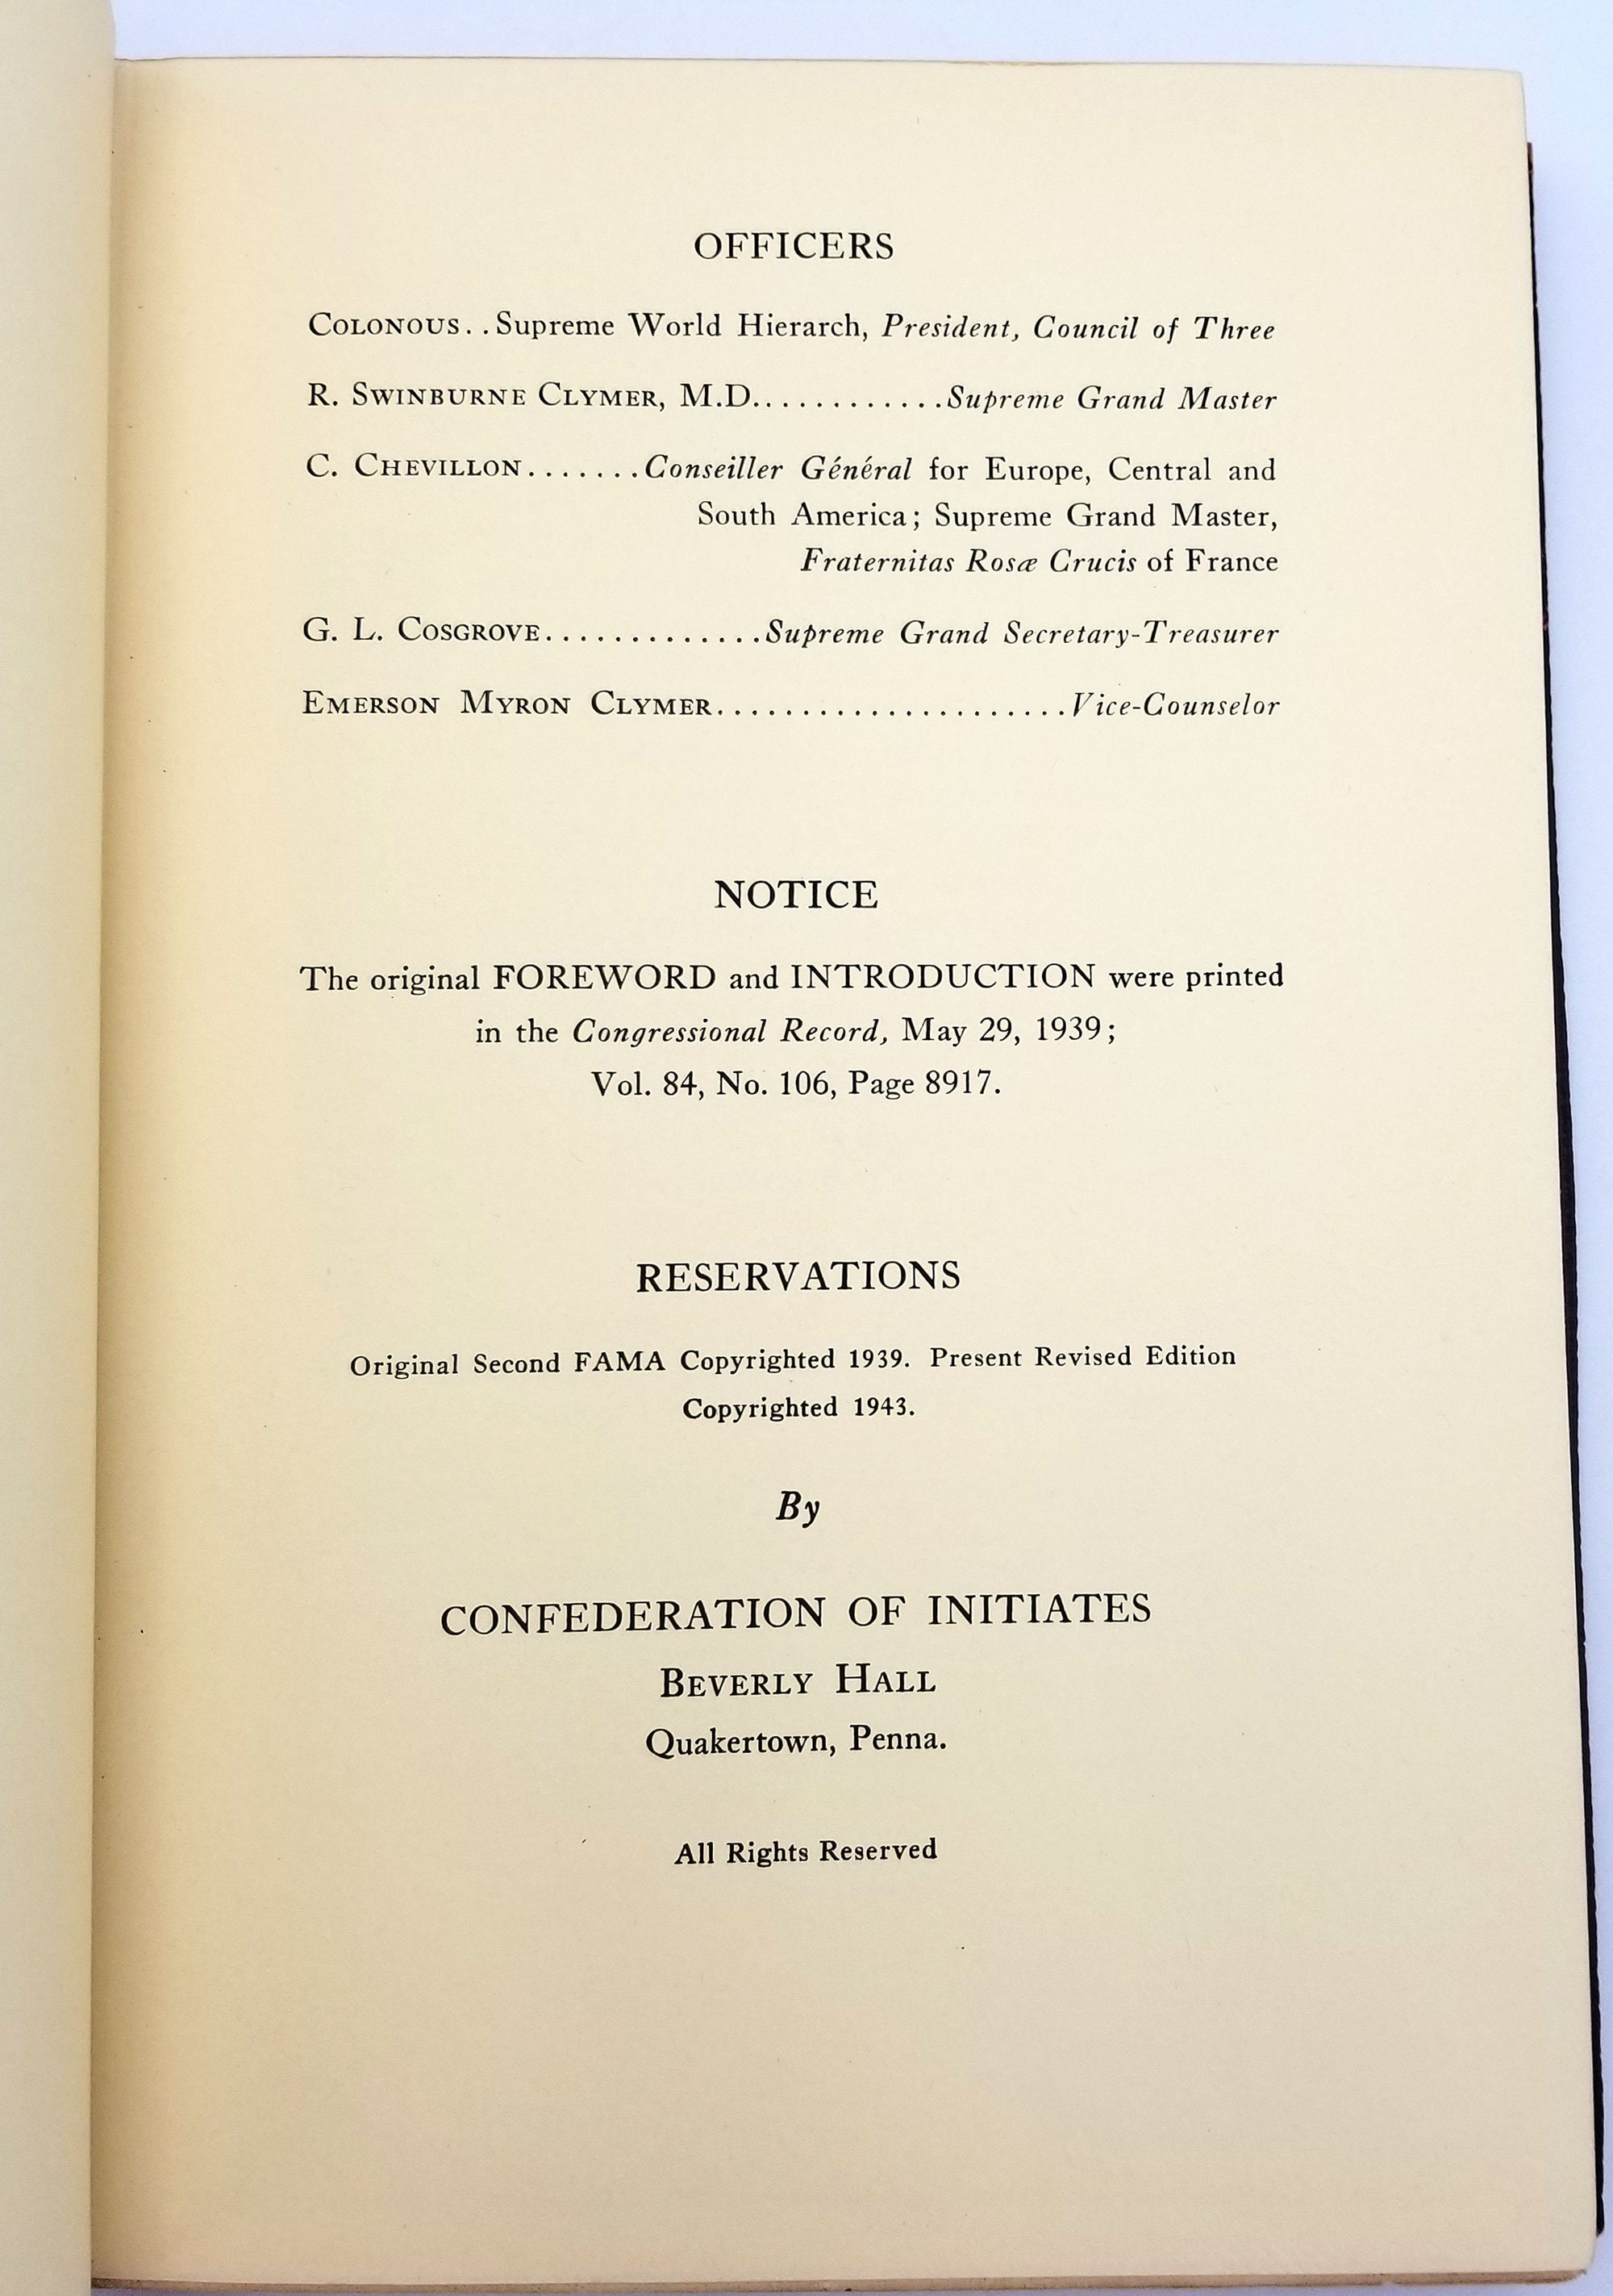 OFFICERS
COLONOUS..Supreme World Hierarch, President, Council of Three
R. SWINBURNE CLYMER, M.D............Supreme Grand Master
C. CHEVILLON.......Conseiller Général for Europe, Central and
South America; Supreme Grand Master,
Fraternitas Rosæ Crucis of France
G. L. COSGROVE.............Supreme Grand Secretary-Treasurer
EMERSON MYRON CLYMER.....................Vice-Counselor
NOTICE
The original FOREWORD and INTRODUCTION were printed
in the Congressional Record, May 29, 1939;
Vol. 84, No. 106, Page 8917.
RESERVATIONS
Original Second FAMA Copyrighted 1939. Present Revised Edition
Copyrighted 1943.
By
CONFEDERATION OF INITIATES
BEVERLY HALL
Quakertown, Penna.
All Rights Reserved